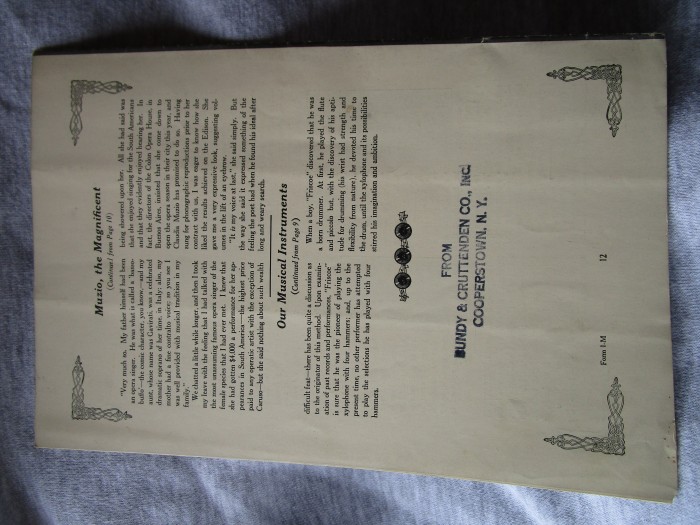 Muzio, the Magnificent
(Continued from Page 10)
"Very much so. My father himself had been
an opera singer. He was what is called a 'basso-
buffo'—the comic character, you know,—and my
aunt, whose name was Gavirati, was a celebrated
dramatic soprano of her time, in Italy; also, my
mother had a fine contralto voice; so you see I
was well provided with musical tradition in my
family."
We chatted a little while longer, and then I took
my leave with the feeling that I had talked with
the most unassuming famous opera singer of the
female species that I had ever met. I knew that
she had gotten $4,000 a performance for her ap-
pearances in South America—the highest price
paid to any operatic artist with the exception of
Caruso—but she said nothing about such wealth
being showered upon her. All she had said was
that she enjoyed singing for the South Americans
and that they evidently enjoyed hearing her. In
fact, the directors of the Colon Opera House, in
Buenos Aires, insisted that she come down to
open the opera season in their city this year, and
Claudia Muzio has promised to do so. Having
sung for phonographic reproductions prior to her
contract with us, I was eager to know how she
liked the results achieved on the Edison. She
gave me a very expressive look, suggesting vol-
umes in the lift of an eyebrow.
"It is my voice at last," she said simply. But
the way she said it expressed something of the
feeling the poet had when he found his ideal after
long and weary search.
Our Musical Instruments
(Continued from Page 9)
difficult feat—there has been quite a discussion as
to the originator of this method. Upon examin-
ation of past records and performances, "Friscoe"
is sure that he was the pioneer of playing the
xylophone with four hammers; and, up to the
present time, no other performer has attempted
to play the selections he has played with four
hammers.
When a boy, "Friscoe" discovered that he was
a born drummer. At first, he played the flute
and piccolo but, with the discovery of his apti-
tude for drumming (his wrist had strength and
flexibility from nature), he devoted his time to
the drum until the xylophone and its possibilities
stirred his imagination and ambition.
FROM
BUNDY & CRUTTENDEN CO., INC.
COOPERSTOWN, N. Y.
Form 1-M
12